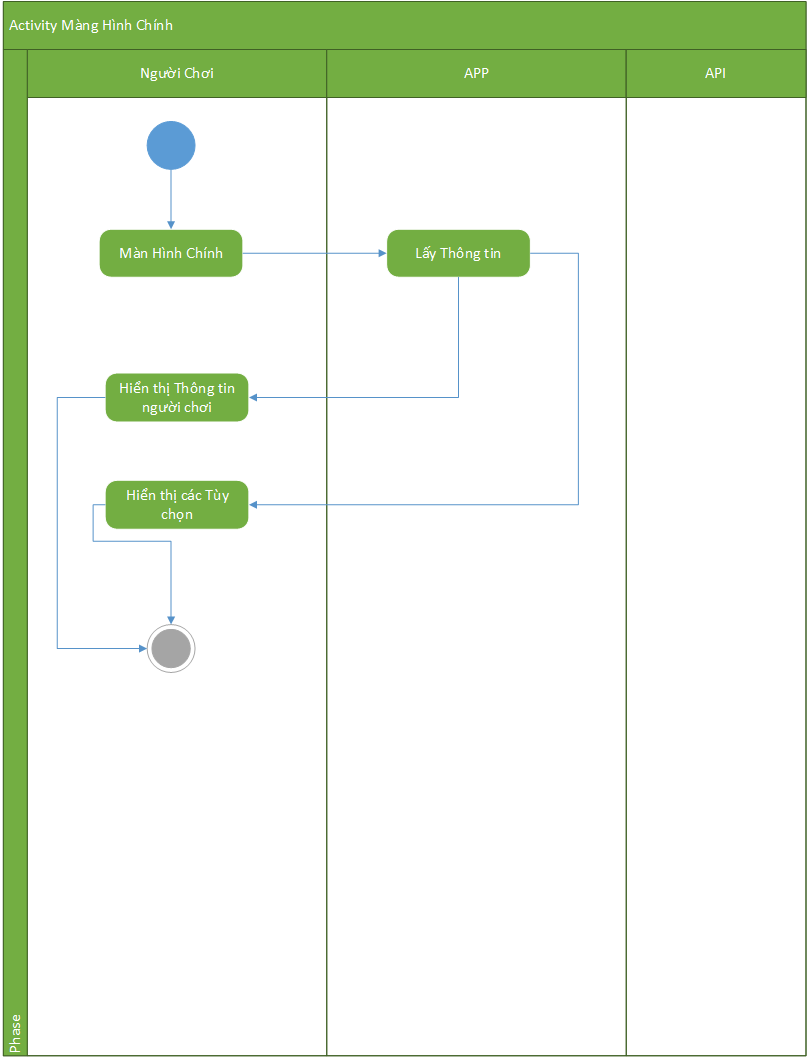 Activity Màng Hình Chính
Người Chơi
APP
API
Màn Hình Chính
Lấy Thông tin
Hiển thị Thông tin
người chơi
Hiển thị các Tùy
chọn
Phase